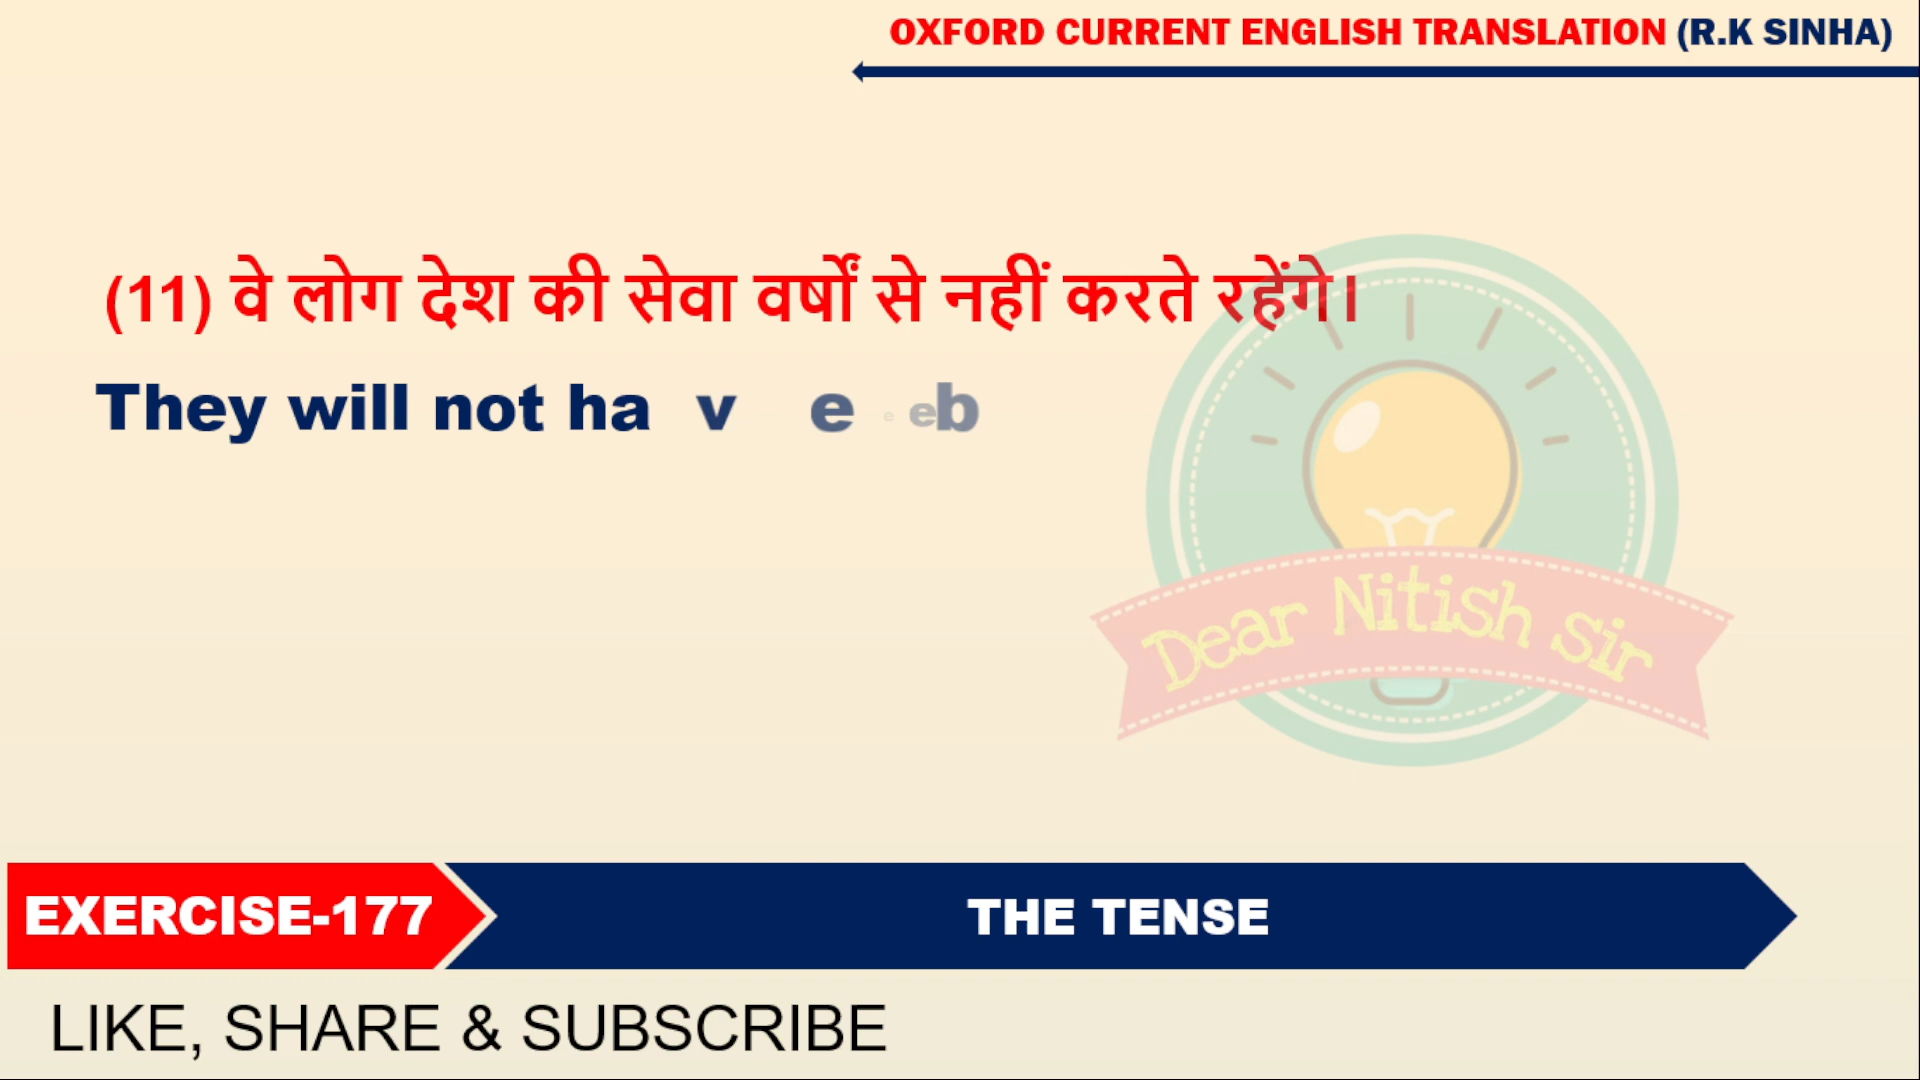 OXFORD CURRENT ENGLISH TRANSLATION (R.K SINHA)
(11) वे लोग देश की सेवा वर्षों से नहीं करते रहेंगे।
They will not have
Dear Nitish Sir
EXERCISE-177
THE TENSE
LIKE, SHARE & SUBSCRIBE